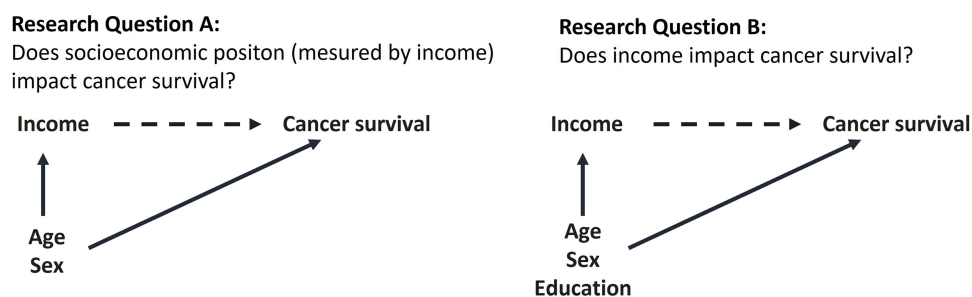 Research Question A:
Does socioeconomic positon (mesured by income)
impact cancer survival?
Income
Cancer survival
Age
Sex
Research Question B:
Does income impact cancer survival?
Income
Cancer survival
Age
Sex
Education